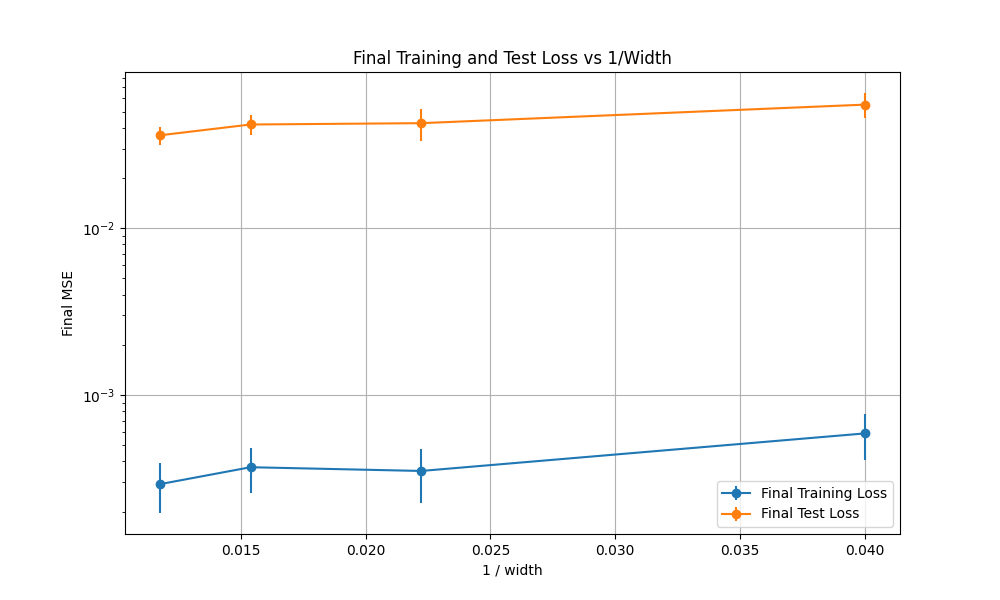 Final Training and Test Loss vs 1/Width
Final MSE
10⁻²
10⁻³
0.015 0.020 0.025 0.030 0.035 0.040
1 / width
Final Training Loss
Final Test Loss